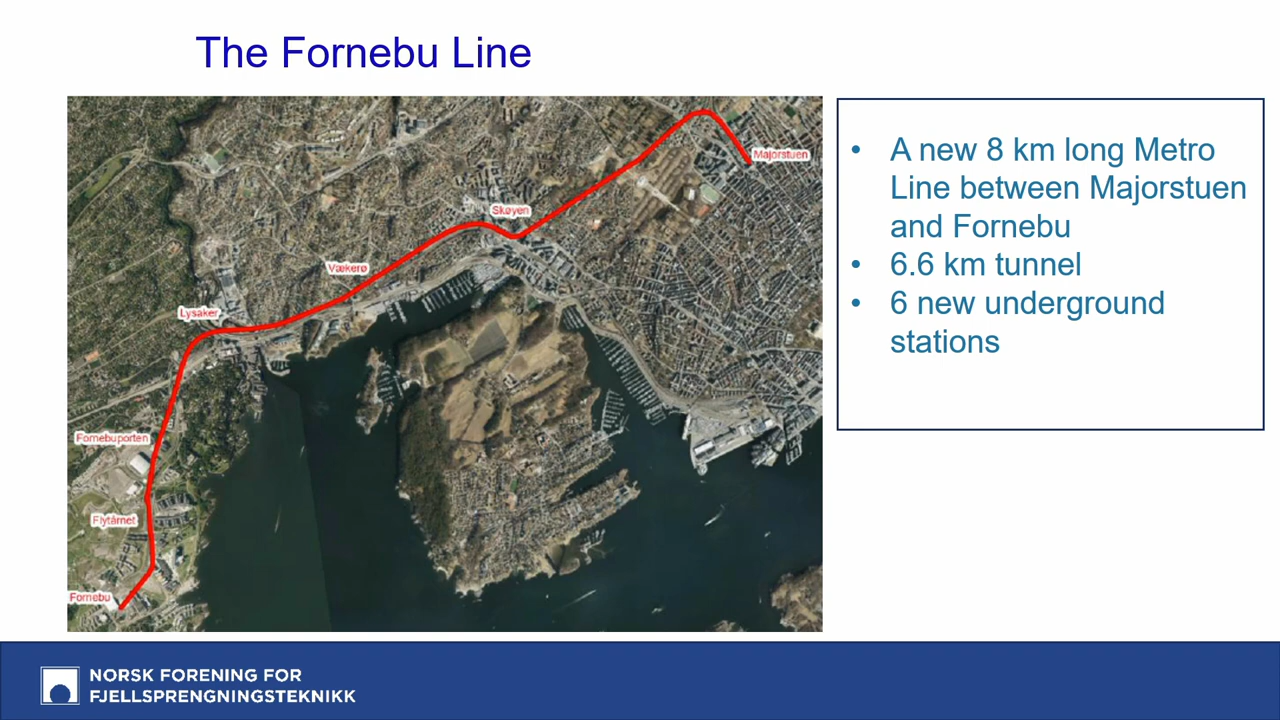 The Fornebu Line
Majorstuen
Skøyen
Vækerø
Lysaker
Fornebuporten
Flytårnet
Fornebu
• A new 8 km long Metro
Line between Majorstuen
and Fornebu
• 6.6 km tunnel
• 6 new underground
stations
NORSK FORENING FOR
FJELLSPRENGNINGSTEKNIKK